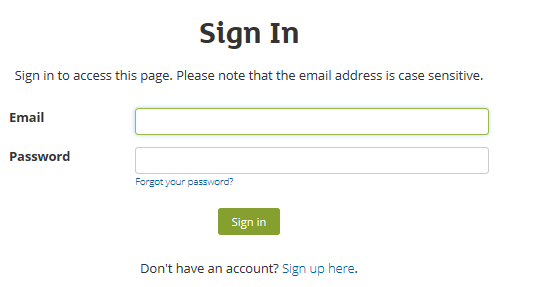 Sign In
Sign in to access this page. Please note that the email address is case sensitive.
Email
Password
Forgot your password?
Sign in
Don't have an account? Sign up here.